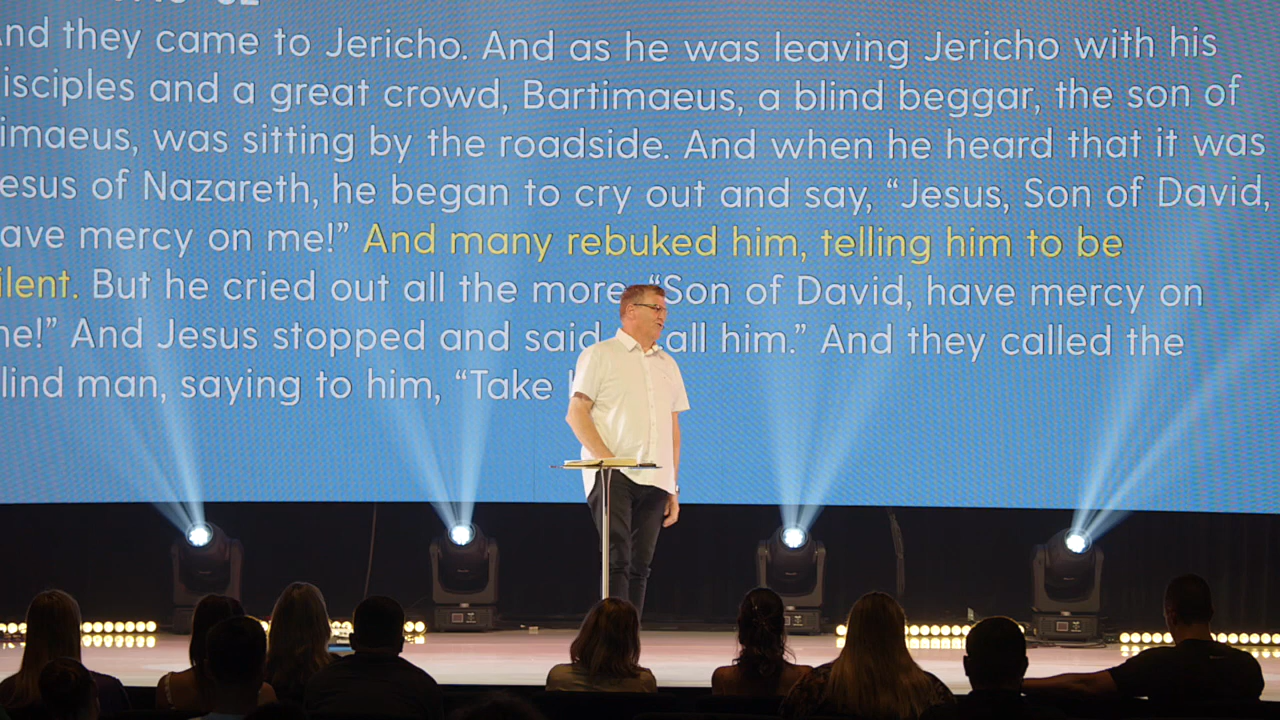 And they came to Jericho. And as he was leaving Jericho with his
isciples and a great crowd, Bartimaeus, a blind beggar, the son of
imaeus, was sitting by the roadside. And when he heard that it was
esus of Nazareth, he began to cry out and say, “Jesus, Son of David,
ave mercy on me!” And many rebuked him, telling him to be
ilent. But he cried out all the more, “Son of David, have mercy on
me!” And Jesus stopped and said all him.” And they called the
lind man, saying to him, “Take